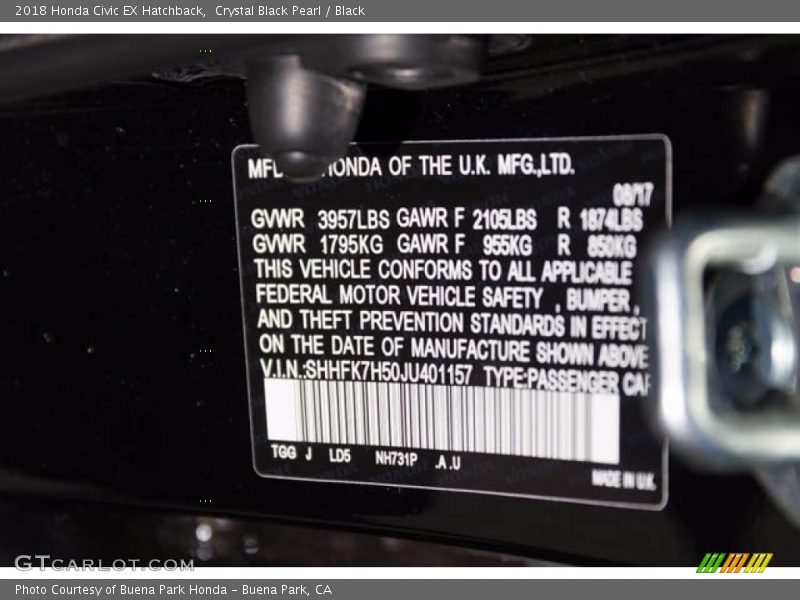 2018 Honda Civic EX Hatchback,  Crystal Black Pearl / Black
HONDA OF THE U.K. MFG.,LTD.
08/17
GVWR 3957LBS GAWR F 2105LBS R 1874LBS
GVWR 1795KG GAWR F 955KG R 850KG
THIS VEHICLE CONFORMS TO ALL APPLICABLE
FEDERAL MOTOR VEHICLE SAFETY , BUMPER ,
AND THEFT PREVENTION STANDARDS IN EFFECT
ON THE DATE OF MANUFACTURE SHOWN ABOVE
V.I.N.:SHHFK7H50JU401157 TYPE:PASSENGER CAR
TGG J LD5 NH731P .A.U
MADE IN U.K.
GTCARLOT.COM
Photo Courtesy of Buena Park Honda – Buena Park, CA